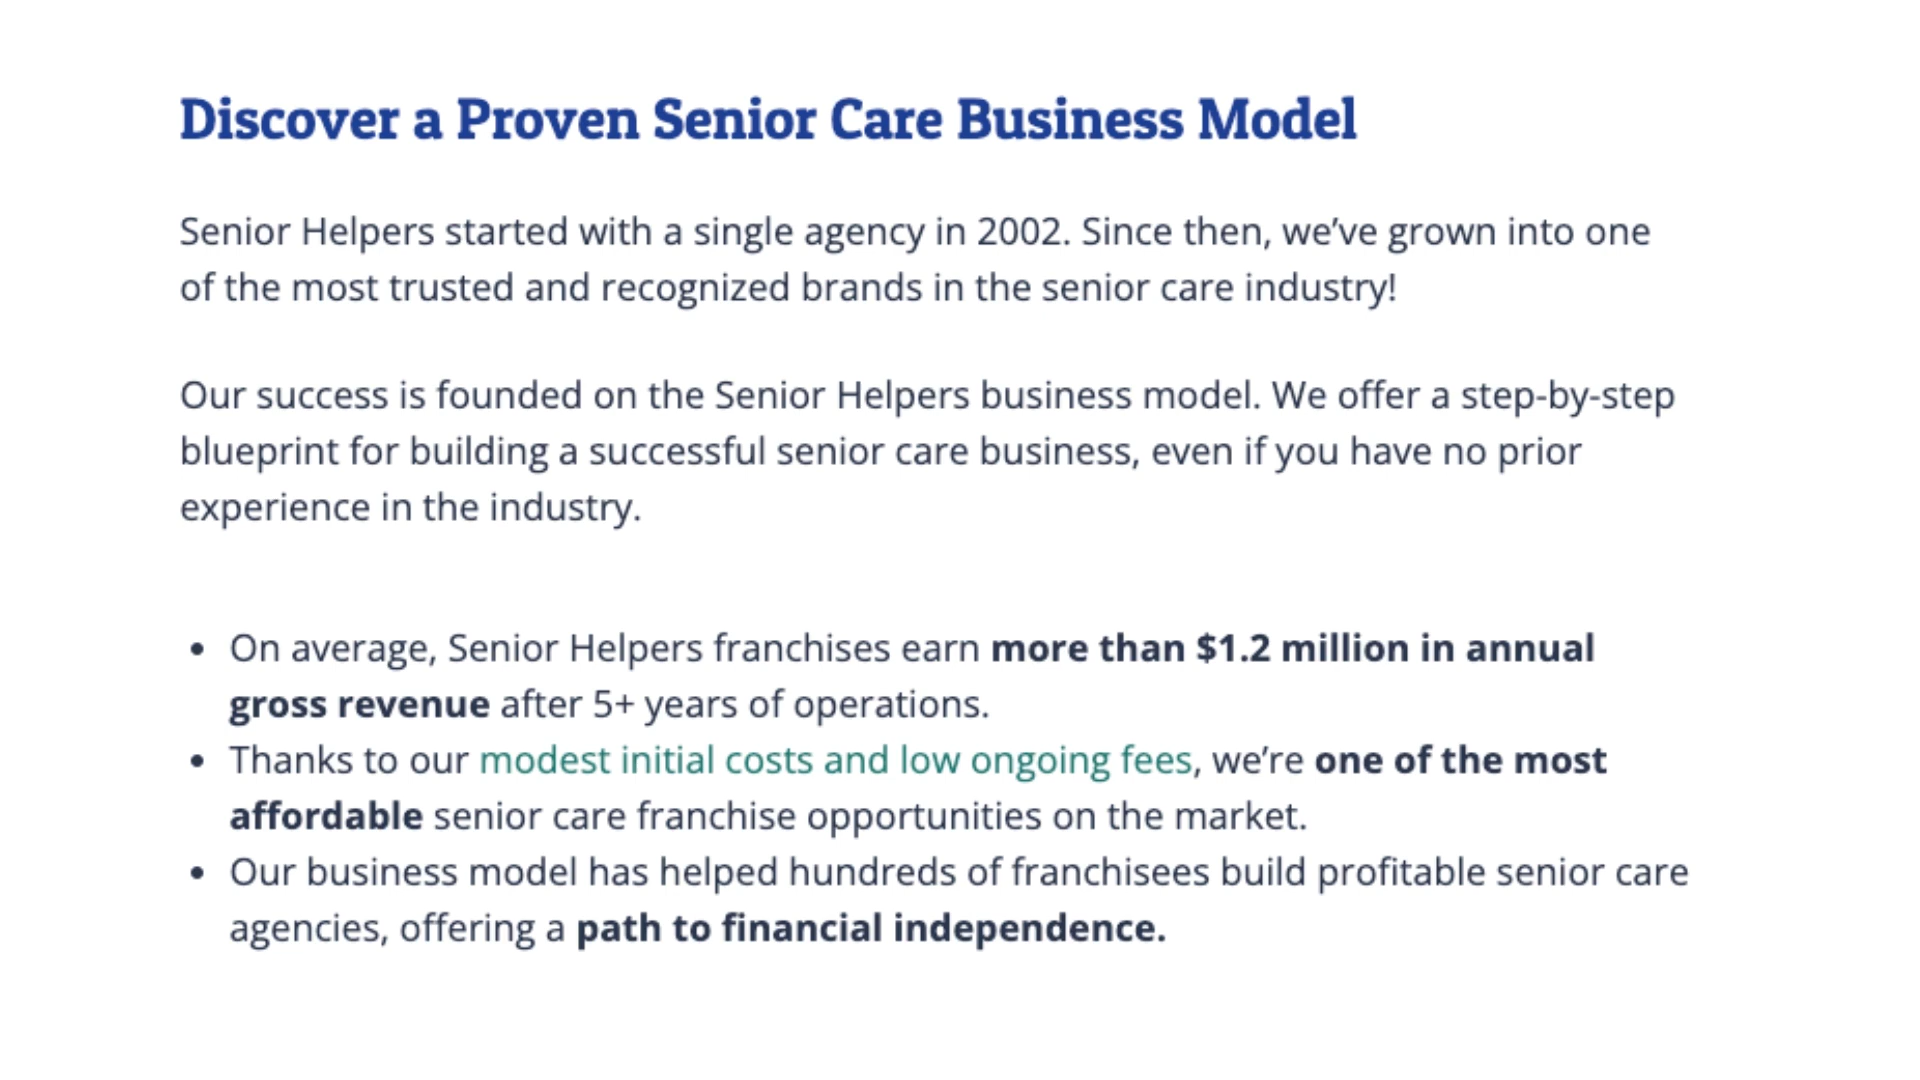 Discover a Proven Senior Care Business Model
Senior Helpers started with a single agency in 2002. Since then, we’ve grown into one
of the most trusted and recognized brands in the senior care industry!
Our success is founded on the Senior Helpers business model. We offer a step-by-step
blueprint for building a successful senior care business, even if you have no prior
experience in the industry.
• On average, Senior Helpers franchises earn more than $1.2 million in annual
gross revenue after 5+ years of operations.
• Thanks to our modest initial costs and low ongoing fees, we’re one of the most
affordable senior care franchise opportunities on the market.
• Our business model has helped hundreds of franchisees build profitable senior care
agencies, offering a path to financial independence.